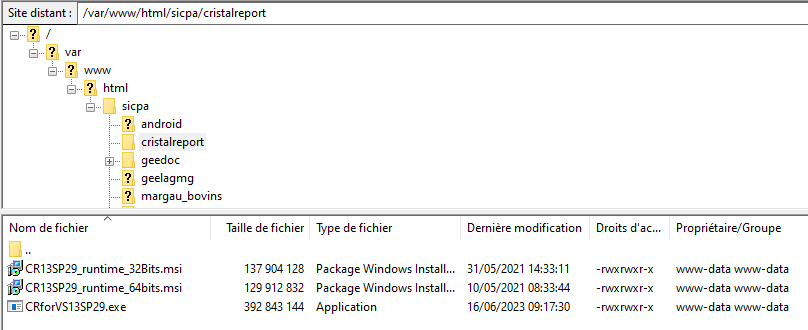 Site distant : /var/www/html/sicpa/cristalreport
/
var
www
html
sicpa
android
cristalreport
geedoc
geelagmg
margau_bovins
Nom de fichier Taille de fichier Type de fichier Dernière modification Droits d'ac... Propriétaire/Groupe
..
CR13SP29_runtime_32Bits.msi 137 904 128 Package Windows Install... 31/05/2021 14:33:11 -rwxrwxr-x www-data www-data
CR13SP29_runtime_64bits.msi 129 912 832 Package Windows Install... 10/05/2021 08:33:44 -rwxrwxr-x www-data www-data
CRforVS13SP29.exe 392 843 144 Application 16/06/2023 09:17:30 -rwxrwxr-x www-data www-data